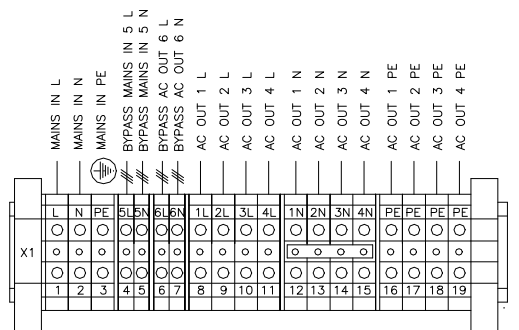 MAINS IN L
MAINS IN N
MAINS IN PE
BYPASS MAINS IN 5 L
BYPASS MAINS IN 5 N
BYPASS AC OUT 6 L
BYPASS AC OUT 6 N
AC OUT 1 L
AC OUT 2 L
AC OUT 3 L
AC OUT 4 L
AC OUT 1 N
AC OUT 2 N
AC OUT 3 N
AC OUT 4 N
AC OUT 1 PE
AC OUT 2 PE
AC OUT 3 PE
AC OUT 4 PE
L N PE 5L 5N 6L 6N 1L 2L 3L 4L 1N 2N 3N 4N PE PE PE PE
X1
1 2 3 4 5 6 7 8 9 10 11 12 13 14 15 16 17 18 19